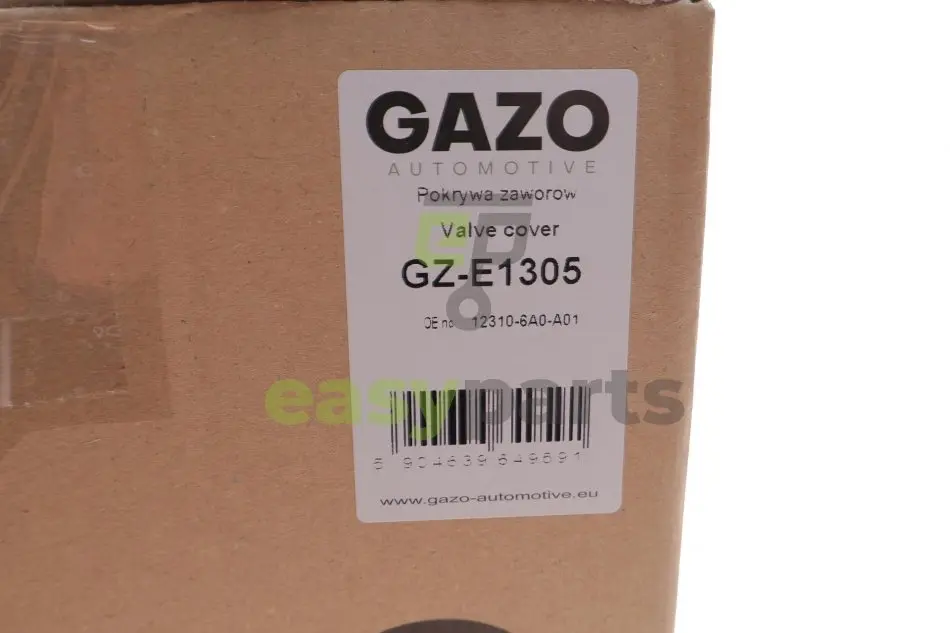 GAZO
AUTOMOTIVE
Pokrywa zaworow
Valve cover
GZ-E1305
OE no 12310-6A0-A01
easyparts
5 904639 649691
www.gazo-automotive.eu